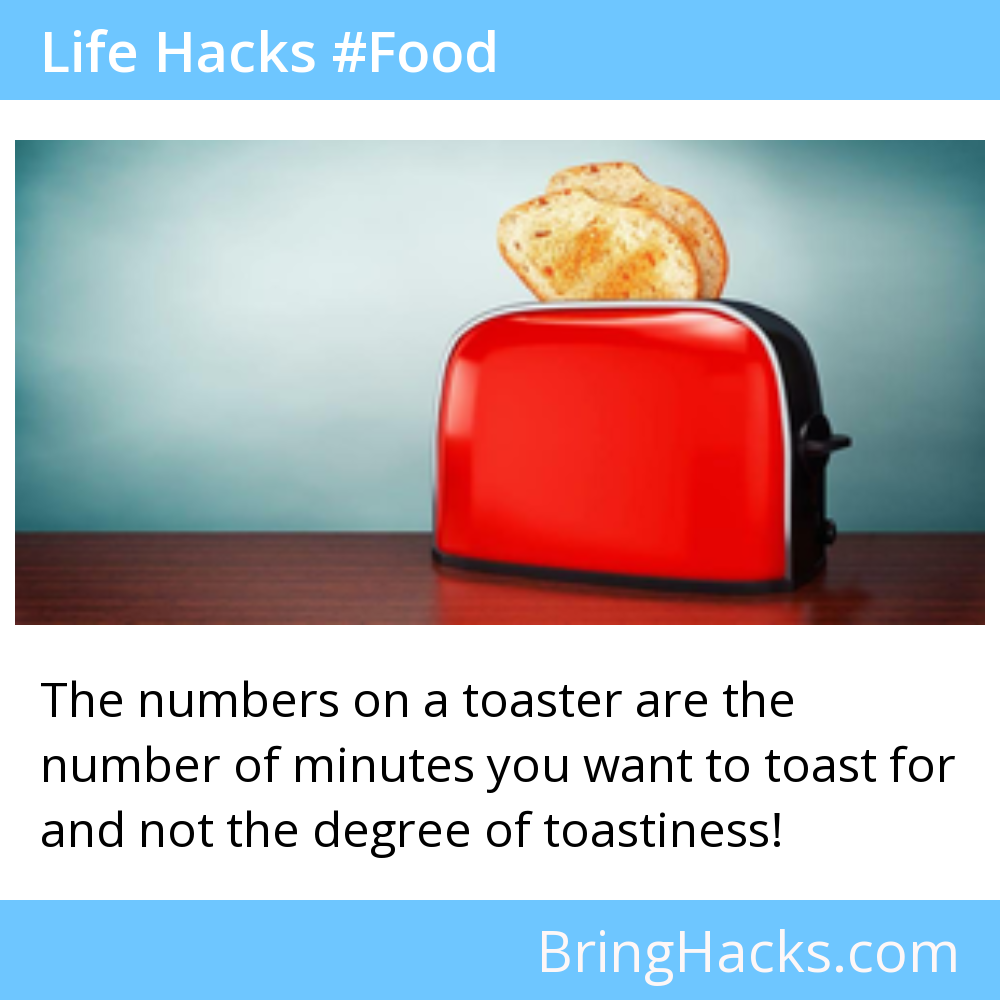 Life Hacks #Food
The numbers on a toaster are the
number of minutes you want to toast for
and not the degree of toastiness!
BringHacks.com